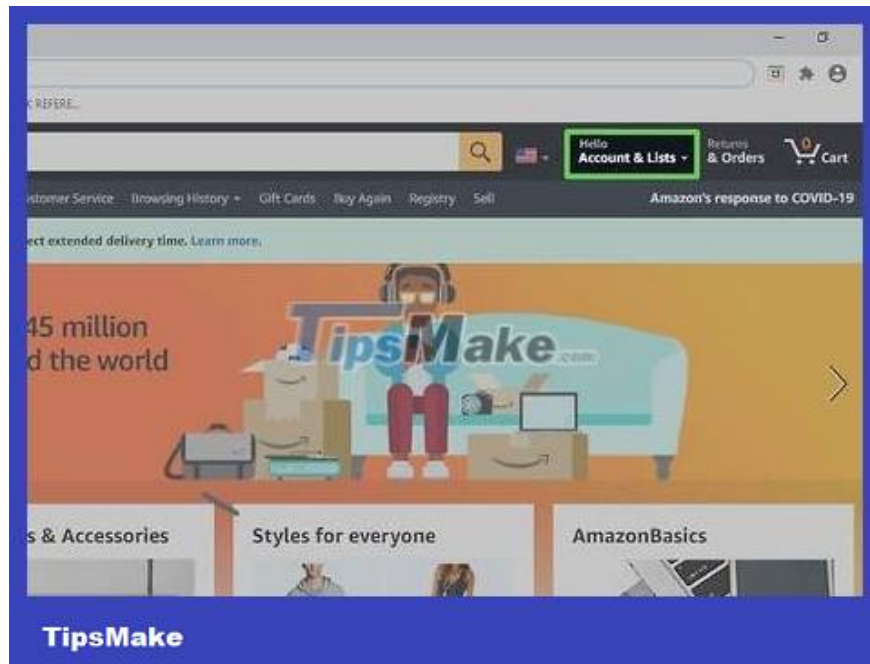 K REFERE...
Hello
Account & Lists
Returns
& Orders
0
Cart
ustomer Service Browsing History Gift Cards Buy Again Registry Sell
Amazon's response to COVID-19
ect extended delivery time. Learn more.
45 million
d the world
TipsMake.com
s & Accessories
Styles for everyone
AmazonBasics
TipsMake